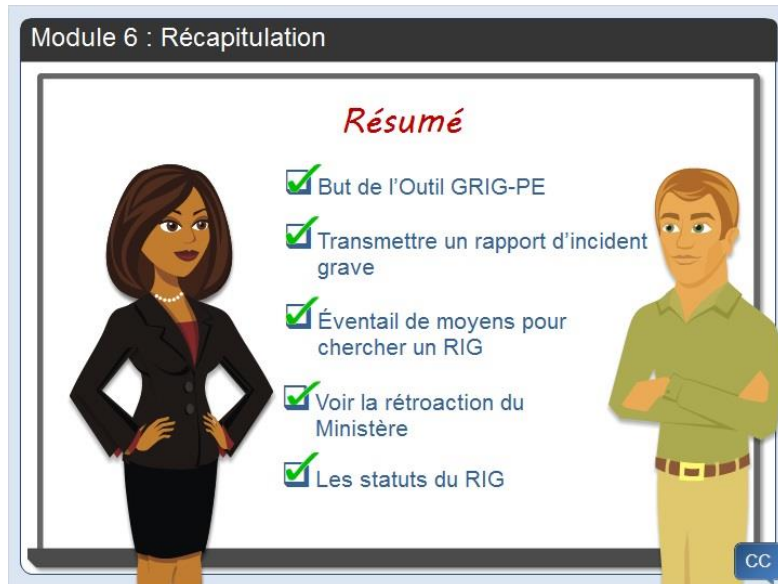 Module 6 : Récapitulation
Résumé
But de l'Outil GRIG-PE
Transmettre un rapport d'incident
grave
Éventail de moyens pour
chercher un RIG
Voir la rétroaction du
Ministère
Les statuts du RIG
CC